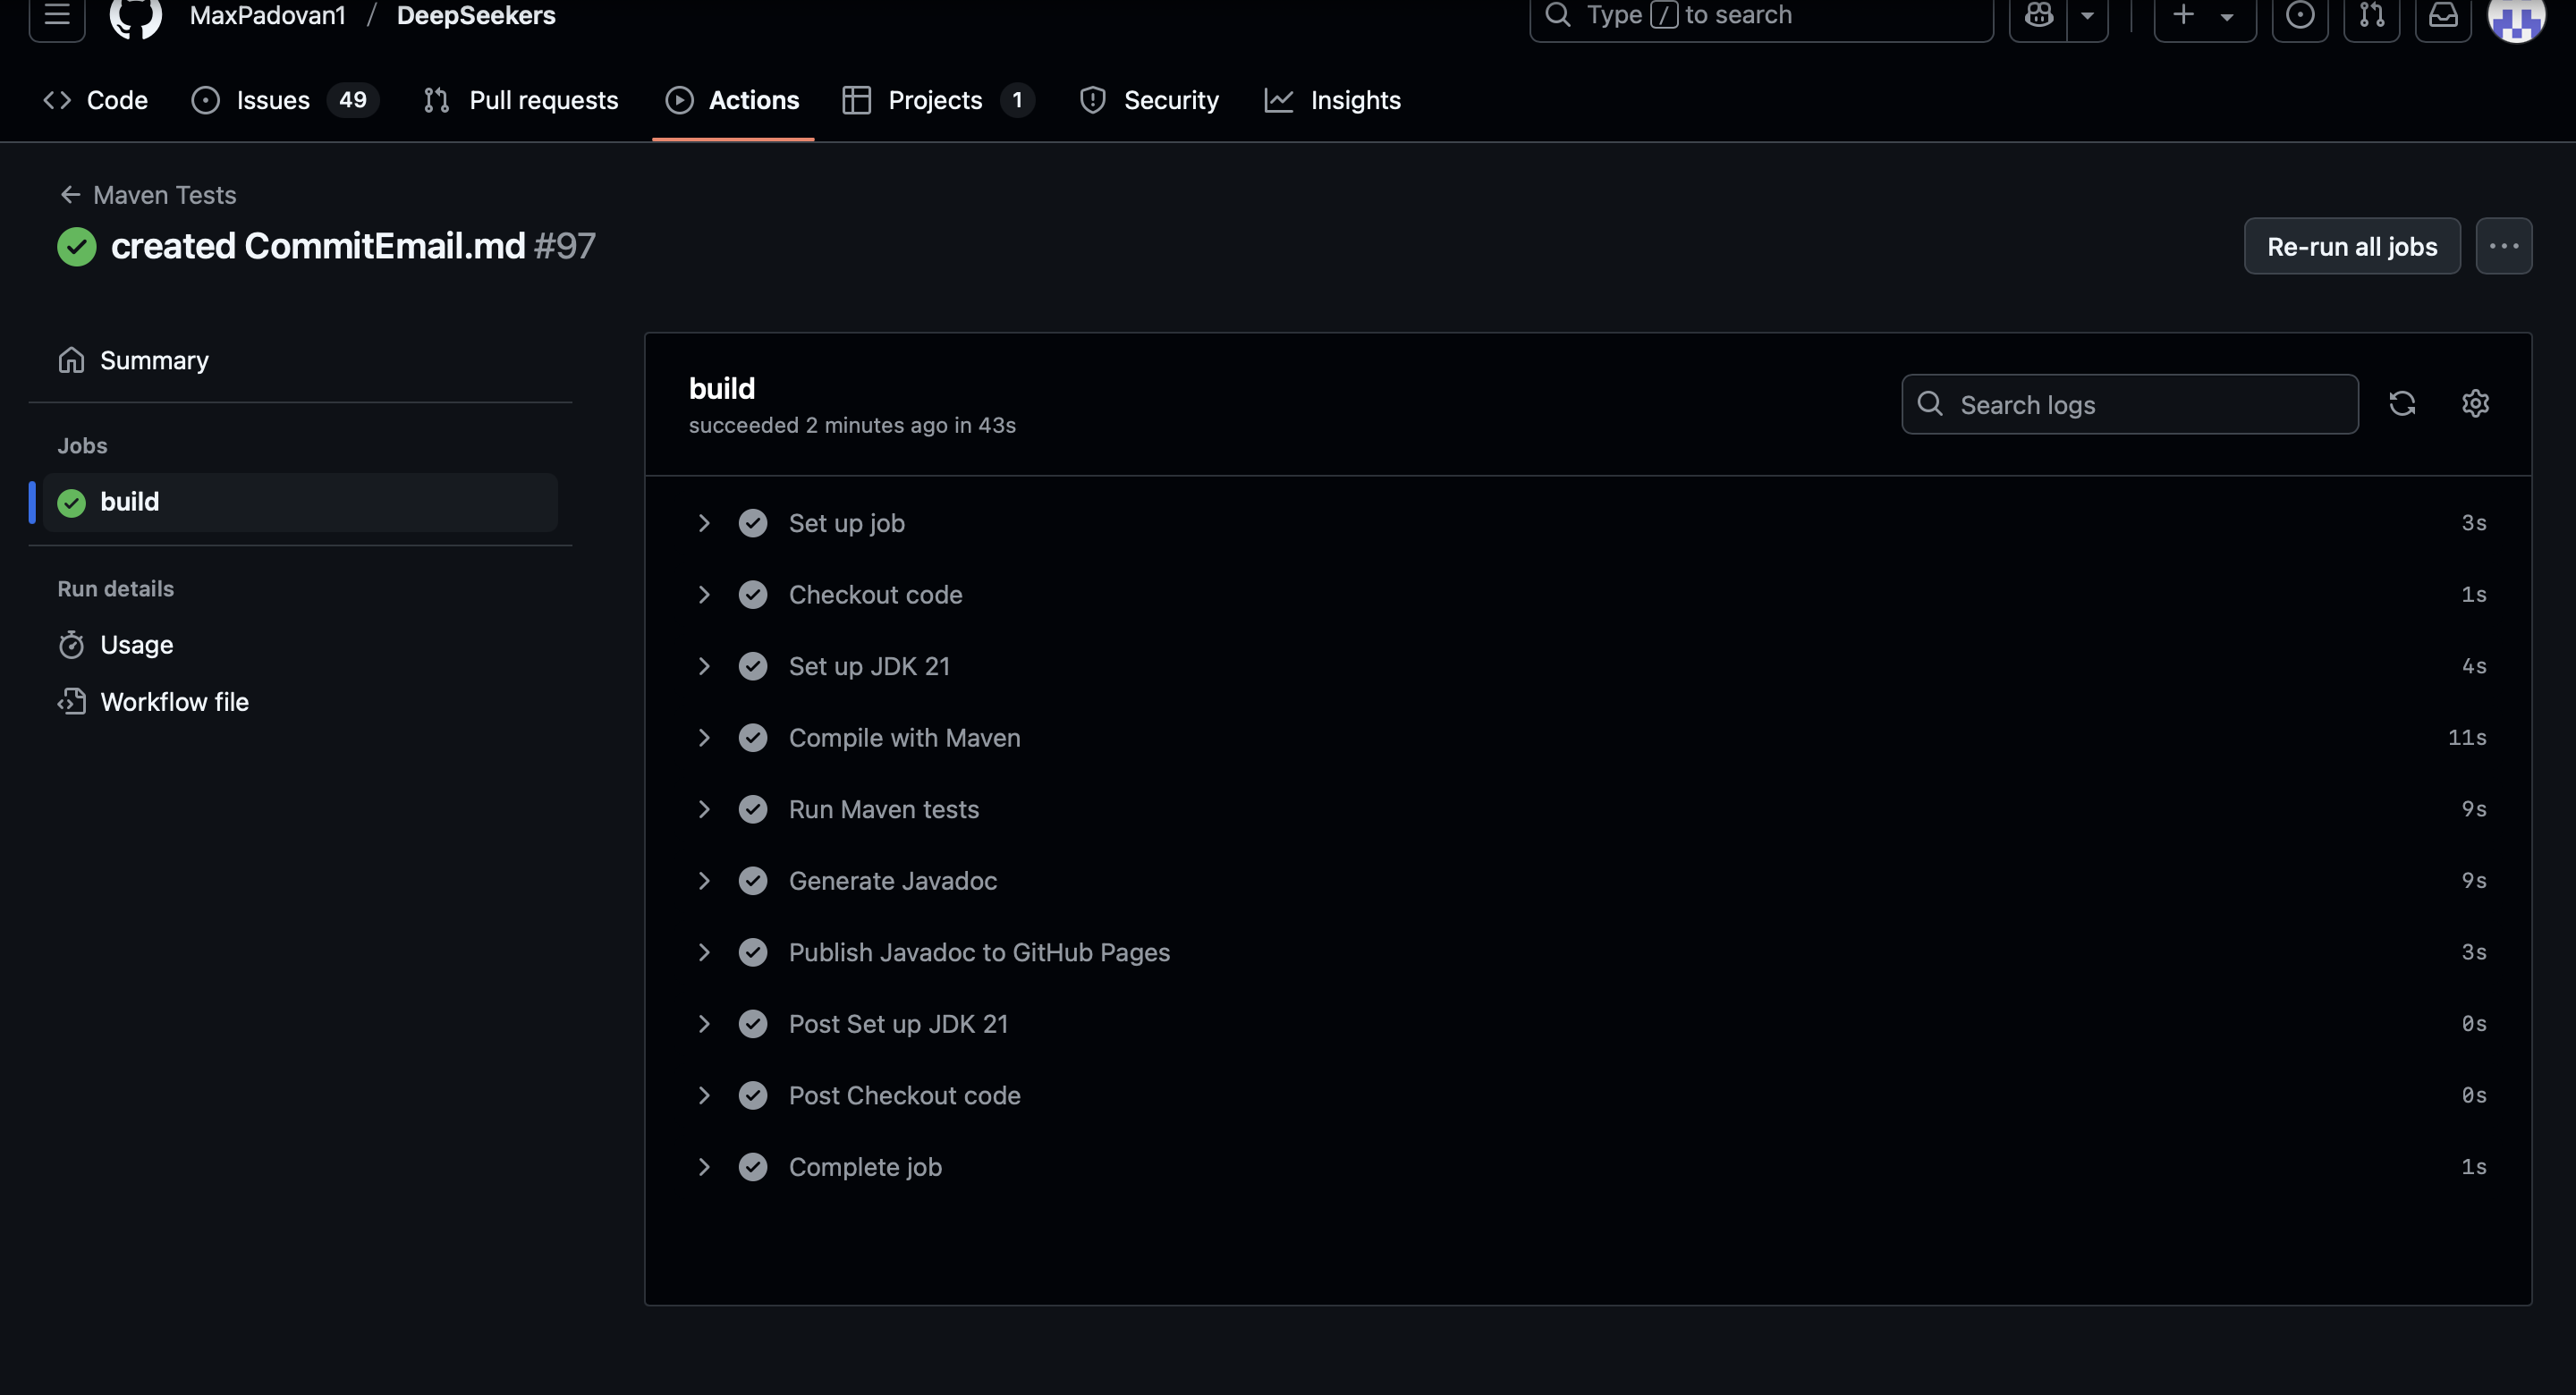 MaxPadovan1 / DeepSeekers
Type / to search
Code
Issues 49
Pull requests
Actions
Projects 1
Security
Insights
← Maven Tests
created CommitEmail.md #97
Re-run all jobs
Summary
Jobs
build
Run details
Usage
Workflow file
build
succeeded 2 minutes ago in 43s
Search logs
Set up job 3s
Checkout code 1s
Set up JDK 21 4s
Compile with Maven 11s
Run Maven tests 9s
Generate Javadoc 9s
Publish Javadoc to GitHub Pages 3s
Post Set up JDK 21 0s
Post Checkout code 0s
Complete job 1s